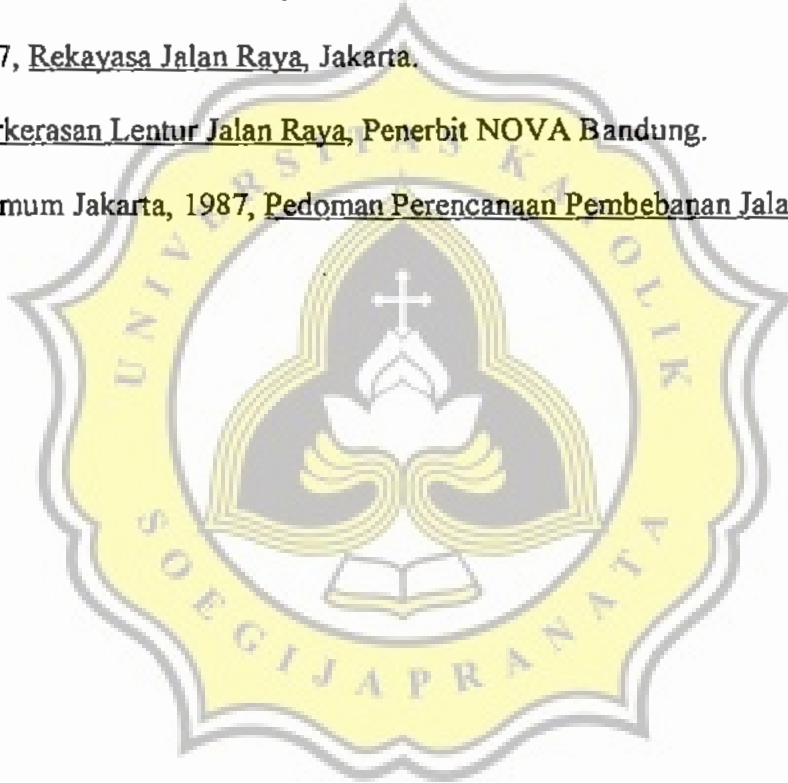 7, Rekayasa Jalan Raya, Jakarta.
rkerasan Lentur Jalan Raya, Penerbit NOVA Bandung.
mum Jakarta, 1987, Pedoman Perencanaan Pembebanan Jala
UNIVERSITAS KATOLIK
SOEGIJAPRANATA